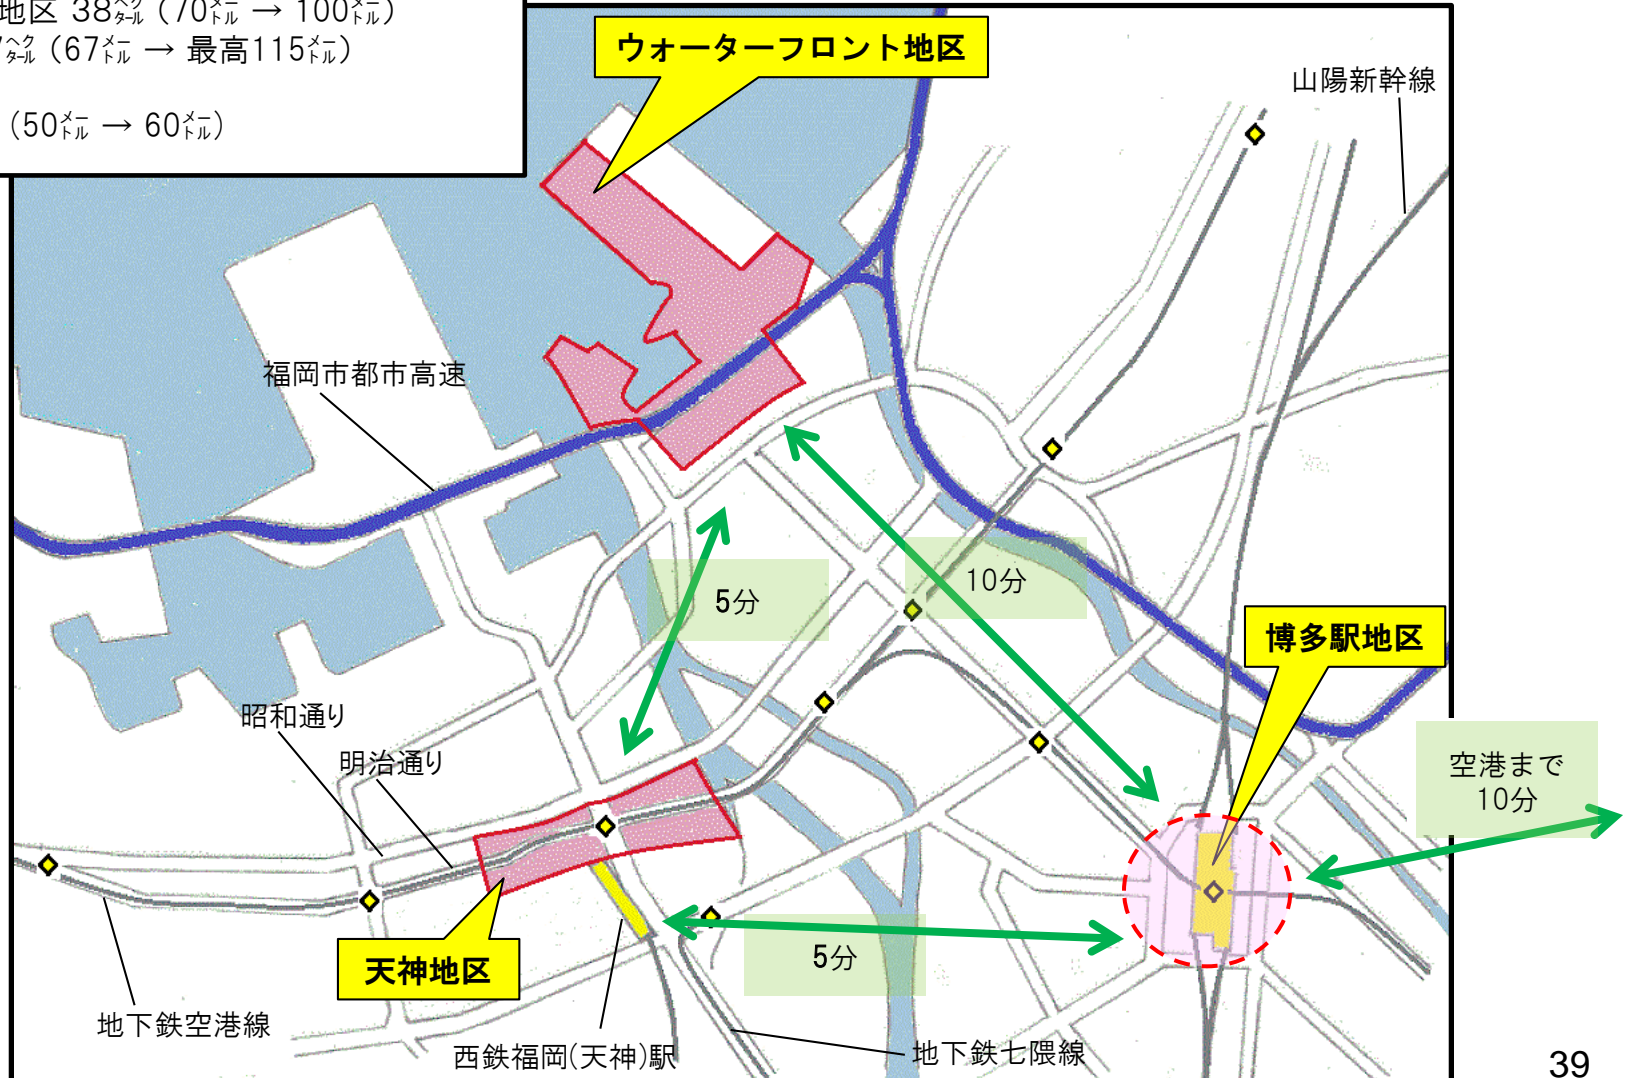 地区 38㌶（70㍍ → 100㍍）
㌶（67㍍ → 最高115㍍）
（50㍍ → 60㍍）
ウォーターフロント地区
山陽新幹線
福岡市都市高速
5分
10分
博多駅地区
昭和通り
明治通り
空港まで
10分
天神地区
5分
地下鉄空港線
西鉄福岡(天神)駅
地下鉄七隈線
39